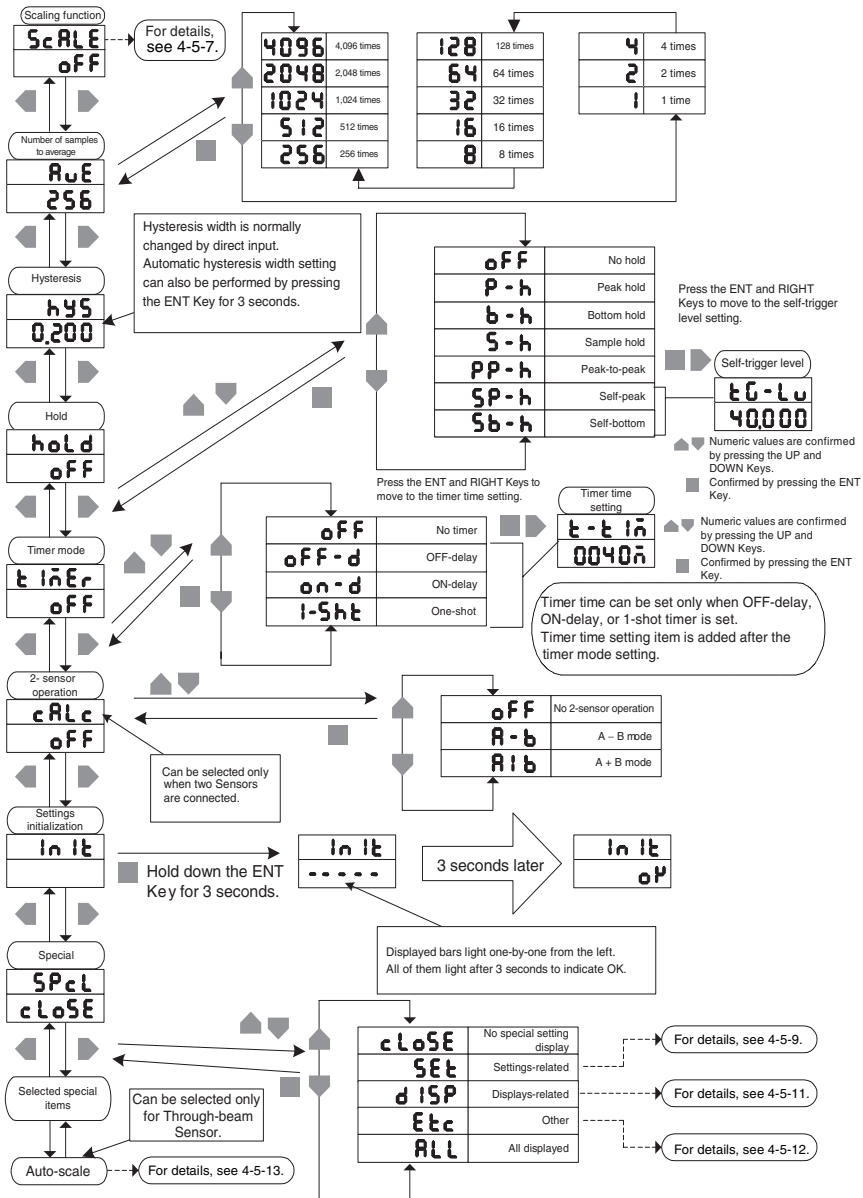 Scaling function
ScALE
oFF
For details,
see 4-5-7.
4096 4,096 times
2048 2,048 times
1024 1,024 times
512 512 times
256 256 times
128 128 times
64 64 times
32 32 times
16 16 times
8 8 times
4 4 times
2 2 times
1 1 time
Number of samples
to average
AvE
256
Hysteresis width is normally
changed by direct input.
Automatic hysteresis width setting
can also be performed by pressing
the ENT Key for 3 seconds.
Hysteresis
hyS
0.200
oFF No hold
P-h Peak hold
b-h Bottom hold
S-h Sample hold
PP-h Peak-to-peak
SP-h Self-peak
Sb-h Self-bottom
Press the ENT and RIGHT
Keys to move to the self-trigger
level setting.
Self-trigger level
tG-Lv
40.000
Numeric values are confirmed
by pressing the UP and
DOWN Keys.
Confirmed by pressing the ENT
Key.
Hold
hoLd
oFF
Press the ENT and RIGHT Keys to
move to the timer time setting.
oFF No timer
oFF-d OFF-delay
on-d ON-delay
1-Sht One-shot
Timer time
setting
t-tIm
0040m
Numeric values are confirmed
by pressing the UP and
DOWN Keys.
Confirmed by pressing the ENT
Key.
Timer time can be set only when OFF-delay,
ON-delay, or 1-shot timer is set.
Timer time setting item is added after the
timer mode setting.
Timer mode
tImEr
oFF
2- sensor
operation
cALc
oFF
Can be selected only
when two Sensors
are connected.
oFF No 2-sensor operation
A-b A – B mode
A1b A + B mode
Settings
initialization
InIt
Hold down the ENT
Key for 3 seconds.
InIt
-----
3 seconds later
InIt
oK
Displayed bars light one-by-one from the left.
All of them light after 3 seconds to indicate OK.
Special
SPcL
cLoSE
cLoSE No special setting
display
SEt Settings-related
dISP Displays-related
Etc Other
ALL All displayed
For details, see 4-5-9.
For details, see 4-5-11.
For details, see 4-5-12.
Selected special
items
Can be selected only
for Through-beam
Sensor.
Auto-scale
For details, see 4-5-13.